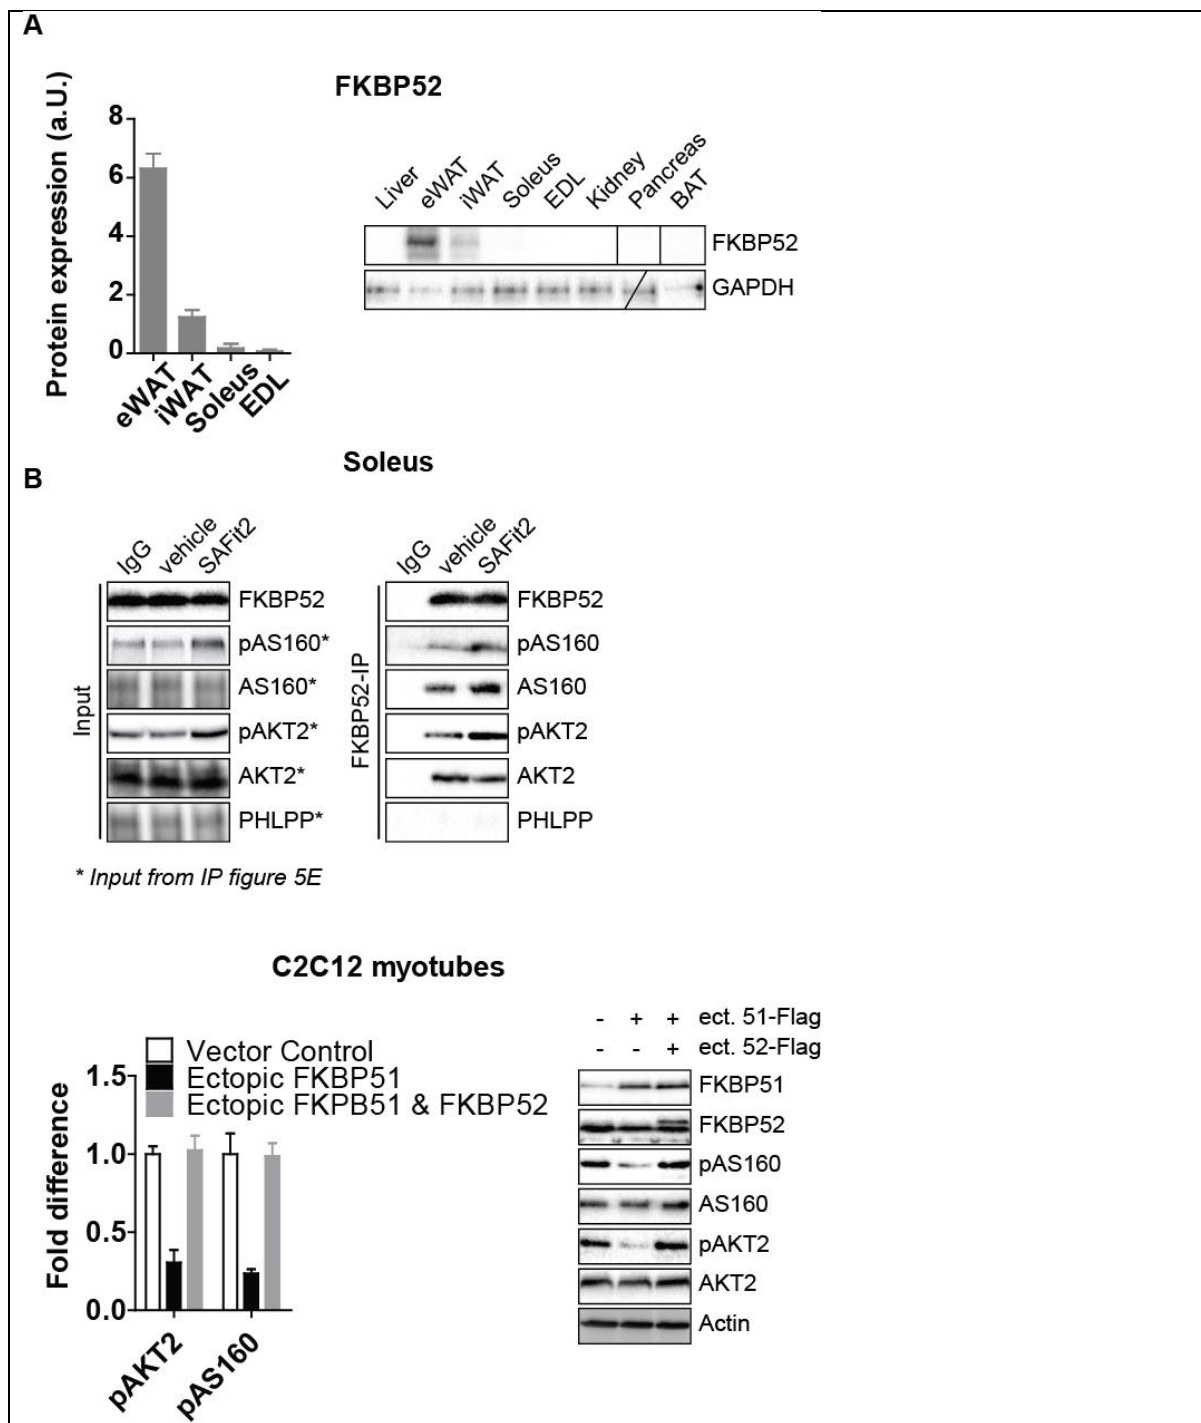 A
FKBP52
Protein expression (a.U.)
8
6
4
2
0
eWAT
iWAT
Soleus
EDL
Liver
eWAT
iWAT
Soleus
EDL
Kidney
Pancreas
BAT
FKBP52
GAPDH
B
Soleus
IgG
vehicle
SAFit2
Input
FKBP52
pAS160*
AS160*
pAKT2*
AKT2*
PHLPP*
IgG
vehicle
SAFit2
FKBP52-IP
FKBP52
pAS160
AS160
pAKT2
AKT2
PHLPP
* Input from IP figure 5E
C2C12 myotubes
Vector Control
Ectopic FKBP51
Ectopic FKPB51 & FKBP52
Fold difference
1.5
1.0
0.5
0.0
pAKT2
pAS160
- + + ect. 51-Flag
- - + ect. 52-Flag
FKBP51
FKBP52
pAS160
AS160
pAKT2
AKT2
Actin